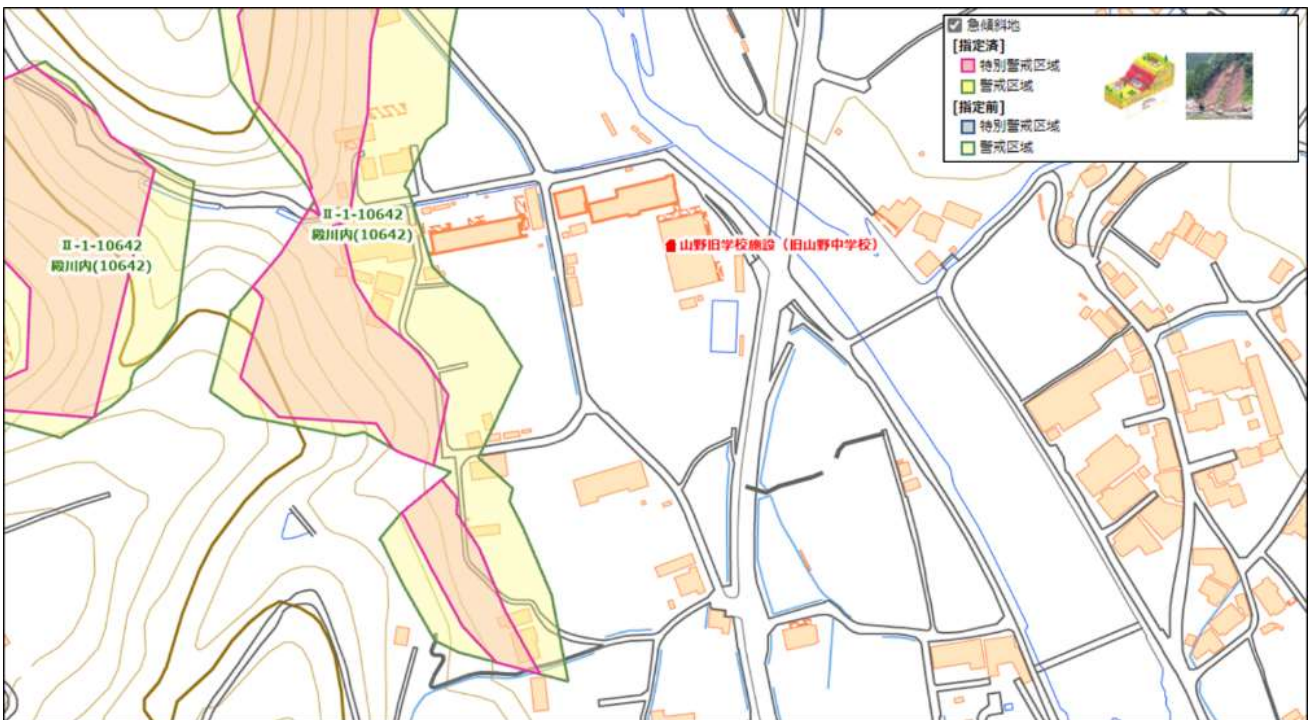 急傾斜地
[指定済]
特別警戒区域
警戒区域
[指定前]
特別警戒区域
警戒区域
Ⅱ-1-10642
殿川内(10642)
Ⅱ-1-10642
殿川内(10642)
山野旧学校施設（旧山野中学校）